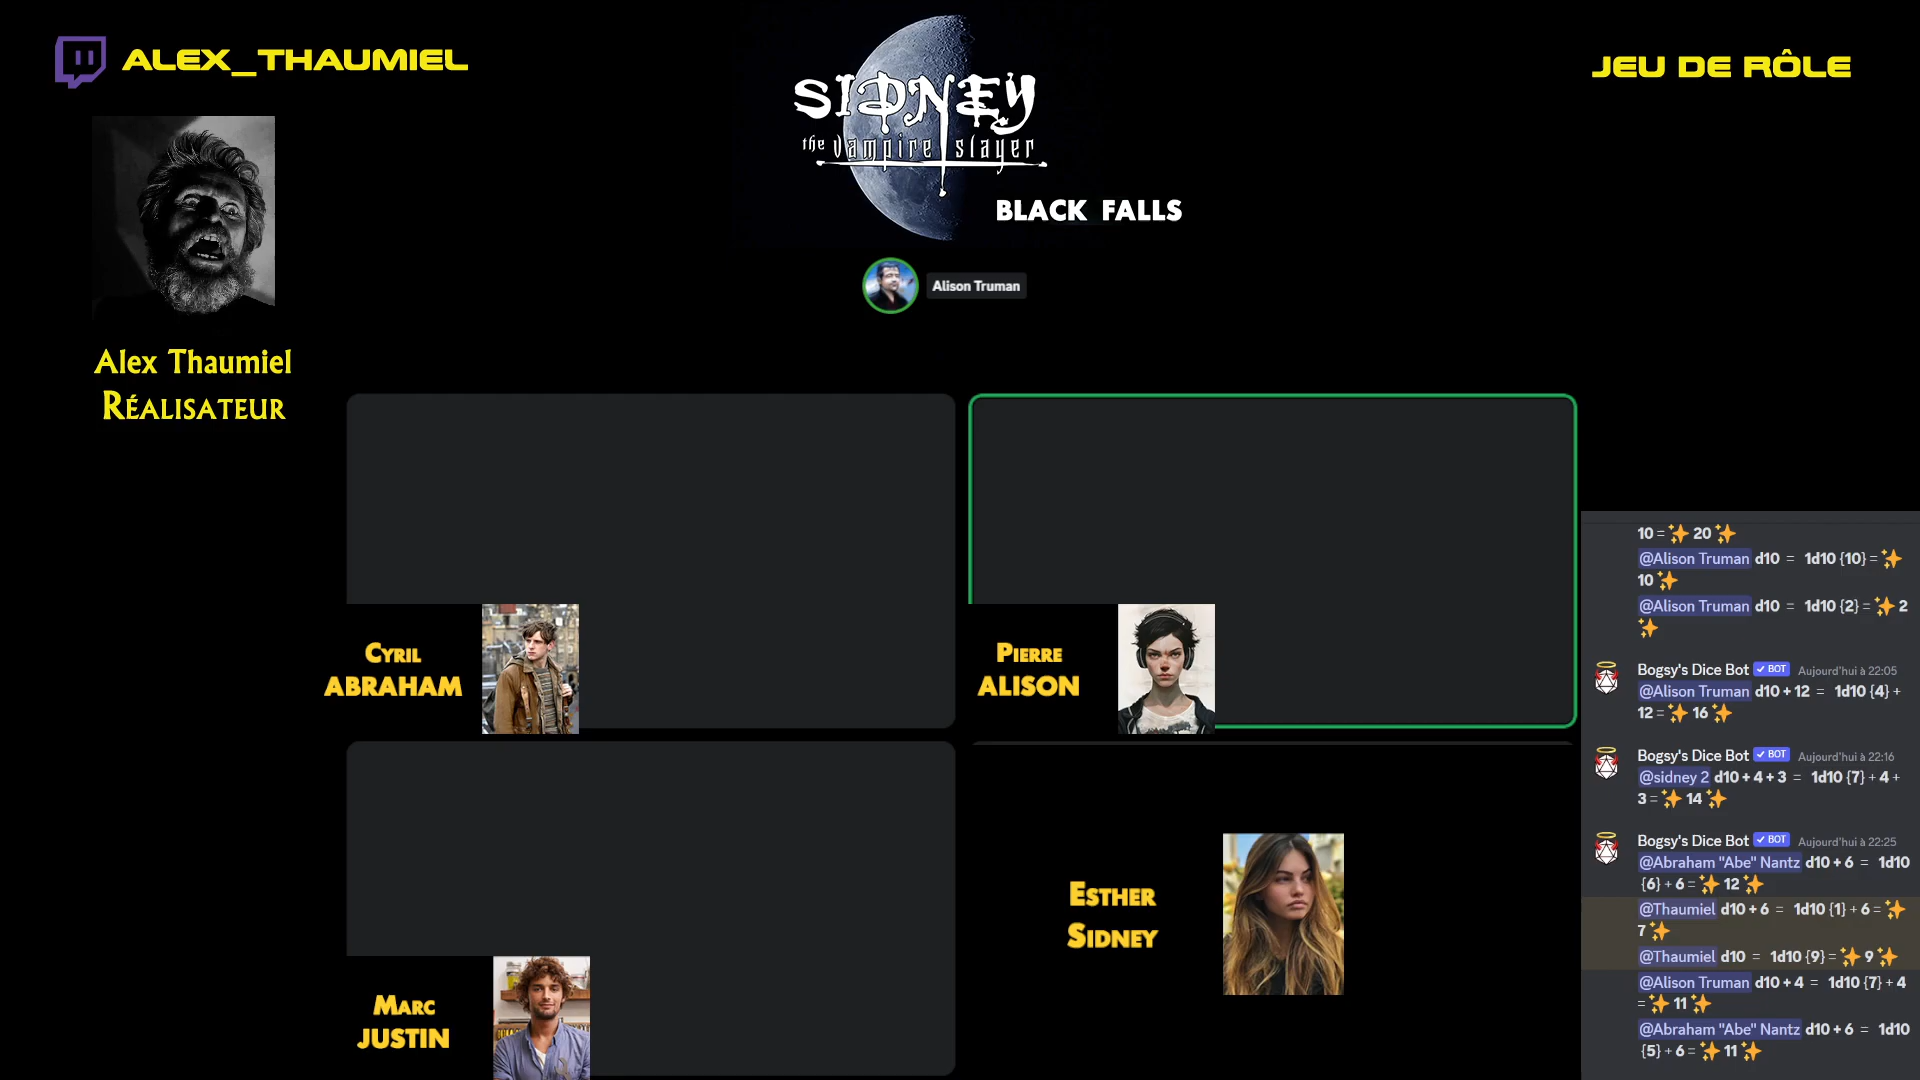 ALEX_THAUMIEL
JEU DE RÔLE
SIDNEY
the vampire slayer
BLACK FALLS
Alison Truman
Alex Thaumiel
RÉALISATEUR
CYRIL
ABRAHAM
PIERRE
ALISON
MARC
JUSTIN
ESTHER
SIDNEY
10 = ✨ 20 ✨
@Alison Truman d10 = 1d10 {10} = ✨
10 ✨
@Alison Truman d10 = 1d10 {2} = ✨ 2
✨
Bogsy's Dice Bot ✓ BOT Aujourd'hui à 22:05
@Alison Truman d10 + 12 = 1d10 {4} +
12 = ✨ 16 ✨
Bogsy's Dice Bot ✓ BOT Aujourd'hui à 22:16
@sidney 2 d10 + 4 + 3 = 1d10 {7} + 4 +
3 = ✨ 14 ✨
Bogsy's Dice Bot ✓ BOT Aujourd'hui à 22:25
@Abraham "Abe" Nantz d10 + 6 = 1d10
{6} + 6 = ✨ 12 ✨
@Thaumiel d10 + 6 = 1d10 {1} + 6 = ✨
7 ✨
@Thaumiel d10 = 1d10 {9} = ✨ 9 ✨
@Alison Truman d10 + 4 = 1d10 {7} + 4
= ✨ 11 ✨
@Abraham "Abe" Nantz d10 + 6 = 1d10
{5} + 6 = ✨ 11 ✨